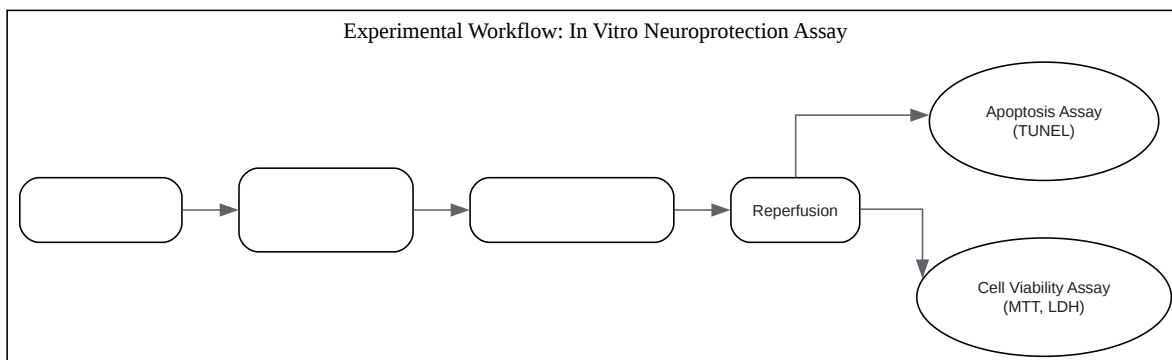 Experimental Workflow: In Vitro Neuroprotection Assay
Apoptosis Assay
(TUNEL)
Reperfusion
Cell Viability Assay
(MTT, LDH)